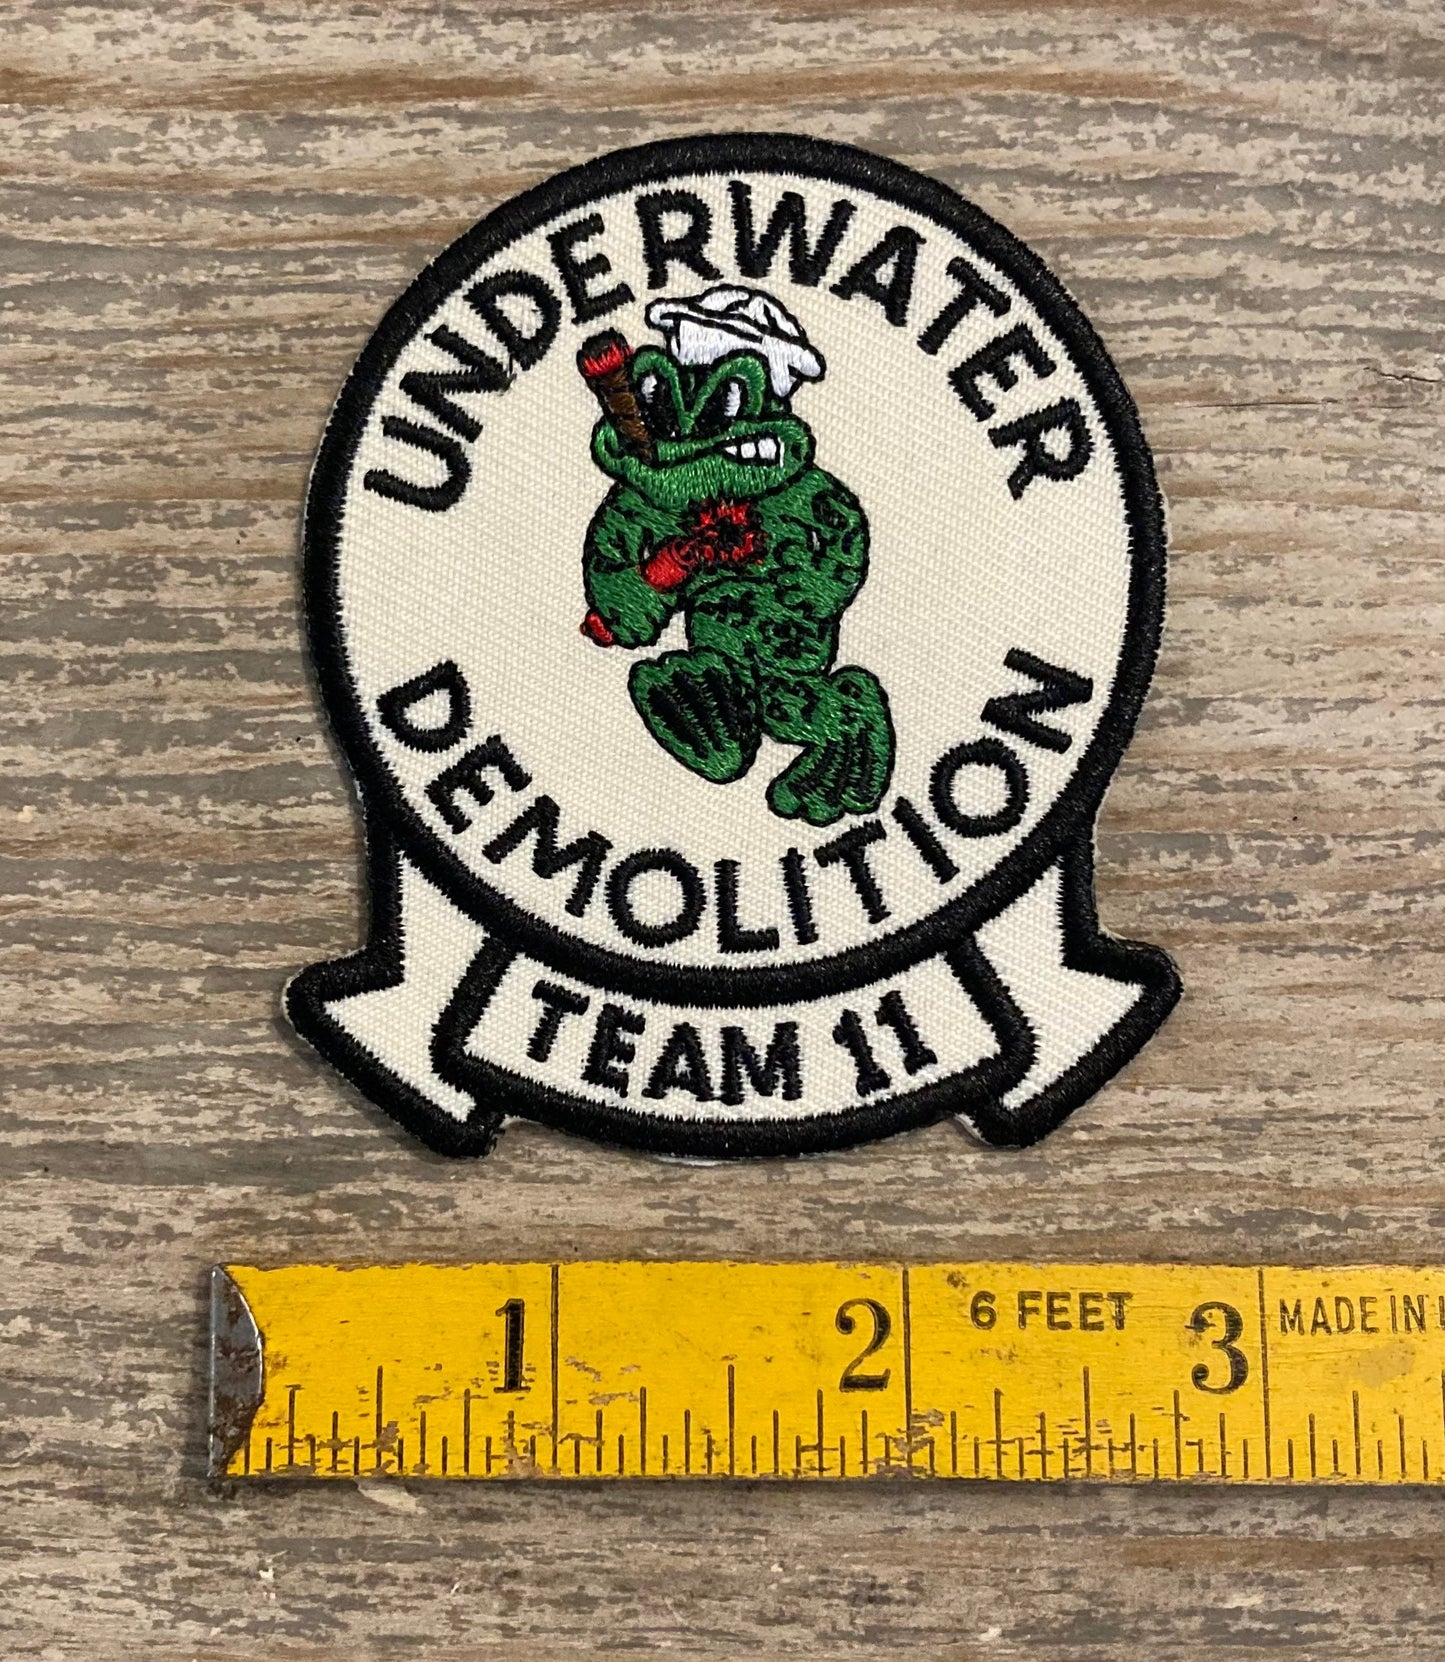 UNDERWATER
DEMOLITION
TEAM 11
1 2 6 FEET 3 MADE IN